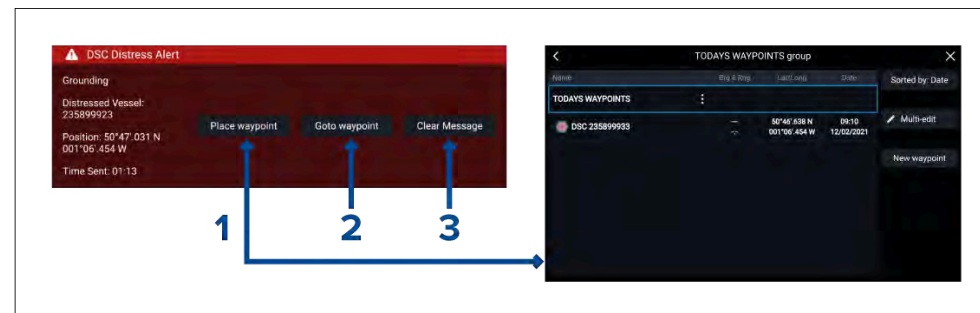 DSC Distress Alert
Grounding
Distressed Vessel:
235899923
Position: 50°47'.031 N
001°06'.454 W
Time Sent: 01:13
Place waypoint
Goto waypoint
Clear Message
1
2
3
TODAYS WAYPOINTS group
Name Brg & Rng Lat/Long Date
Sorted by: Date
TODAYS WAYPOINTS
DSC 235899933 --- 50°46'.638 N 09:10
-.- 001°06'.454 W 12/02/2021
Multi-edit
New waypoint